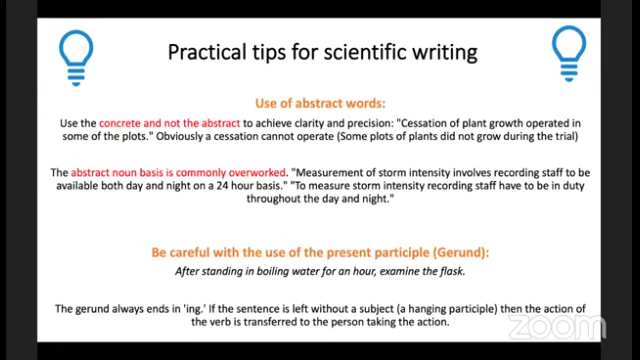 Practical tips for scientific writing
Use of abstract words:
Use the concrete and not the abstract to achieve clarity and precision: "Cessation of plant growth operated in
some of the plots." Obviously a cessation cannot operate (Some plots of plants did not grow during the trial)
The abstract noun basis is commonly overworked. "Measurement of storm intensity involves recording staff to be
available both day and night on a 24 hour basis." "To measure storm intensity recording staff have to be in duty
throughout the day and night."
Be careful with the use of the present participle (Gerund):
After standing in boiling water for an hour, examine the flask.
The gerund always ends in 'ing.' If the sentence is left without a subject (a hanging participle) then the action of
the verb is transferred to the person taking the action.
zoom